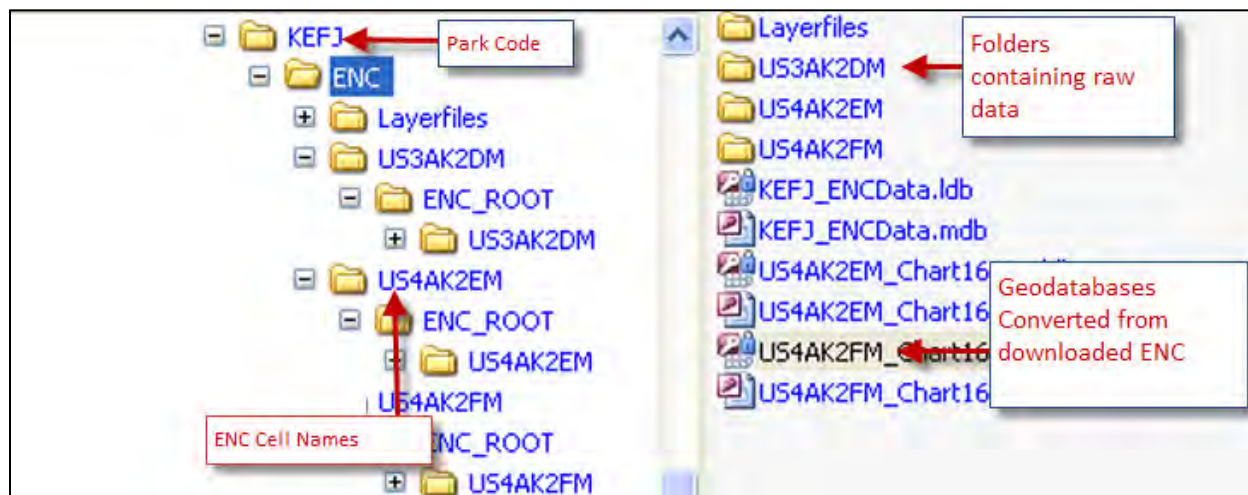 KEFJ
Park Code
ENC
Layerfiles
US3AK2DM
ENC_ROOT
US3AK2DM
US4AK2EM
ENC_ROOT
US4AK2EM
US4AK2FM
ENC_ROOT
US4AK2FM
ENC Cell Names
Layerfiles
US3AK2DM
US4AK2EM
US4AK2FM
KEFJ_ENCData.ldb
KEFJ_ENCData.mdb
US4AK2EM_Chart16
US4AK2EM_Chart16
US4AK2FM_Chart16
US4AK2FM_Chart16
Folders
containing raw
data
Geodatabases
Converted from
downloaded ENC